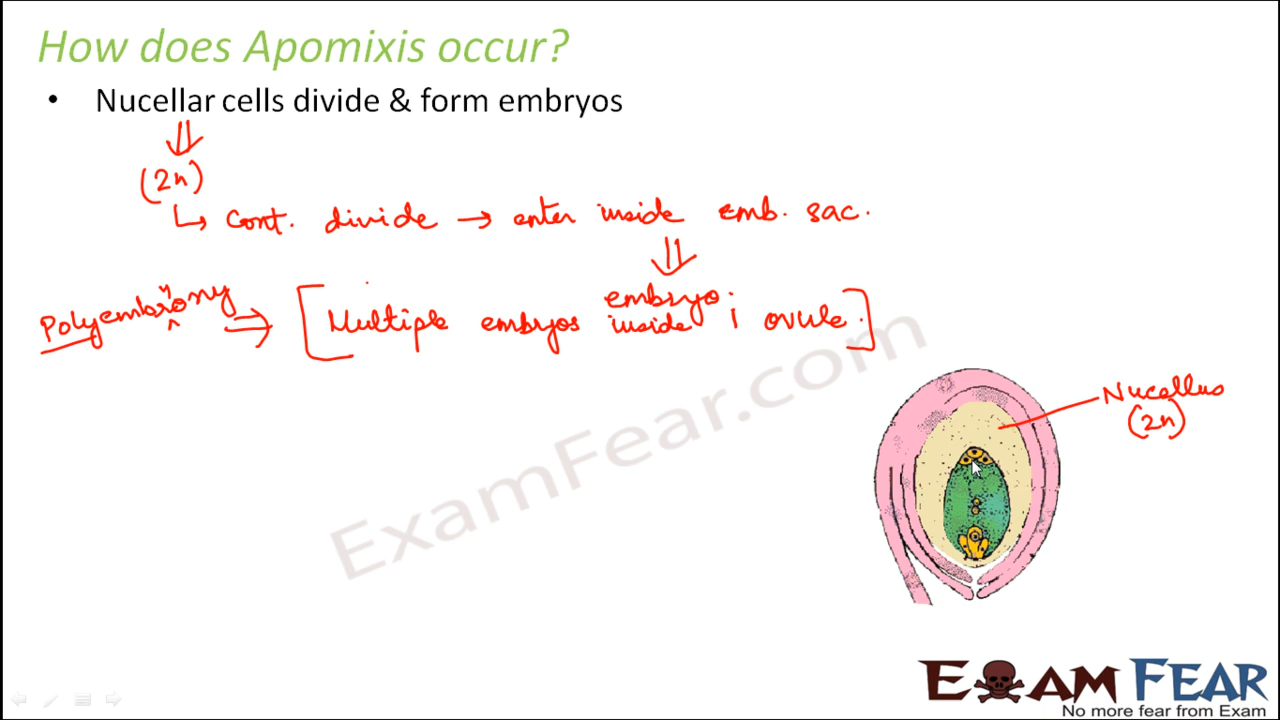 How does Apomixis occur?
• Nucellar cells divide & form embryos
(2n)
↳ cont. divide → enter inside emb. sac.
embryo.
Polyembryony ⇒ [Multiple embryos inside 1 ovule.]
Nucellus
(2n)
ExamFear.com
EXAM FEAR
No more fear from Exam